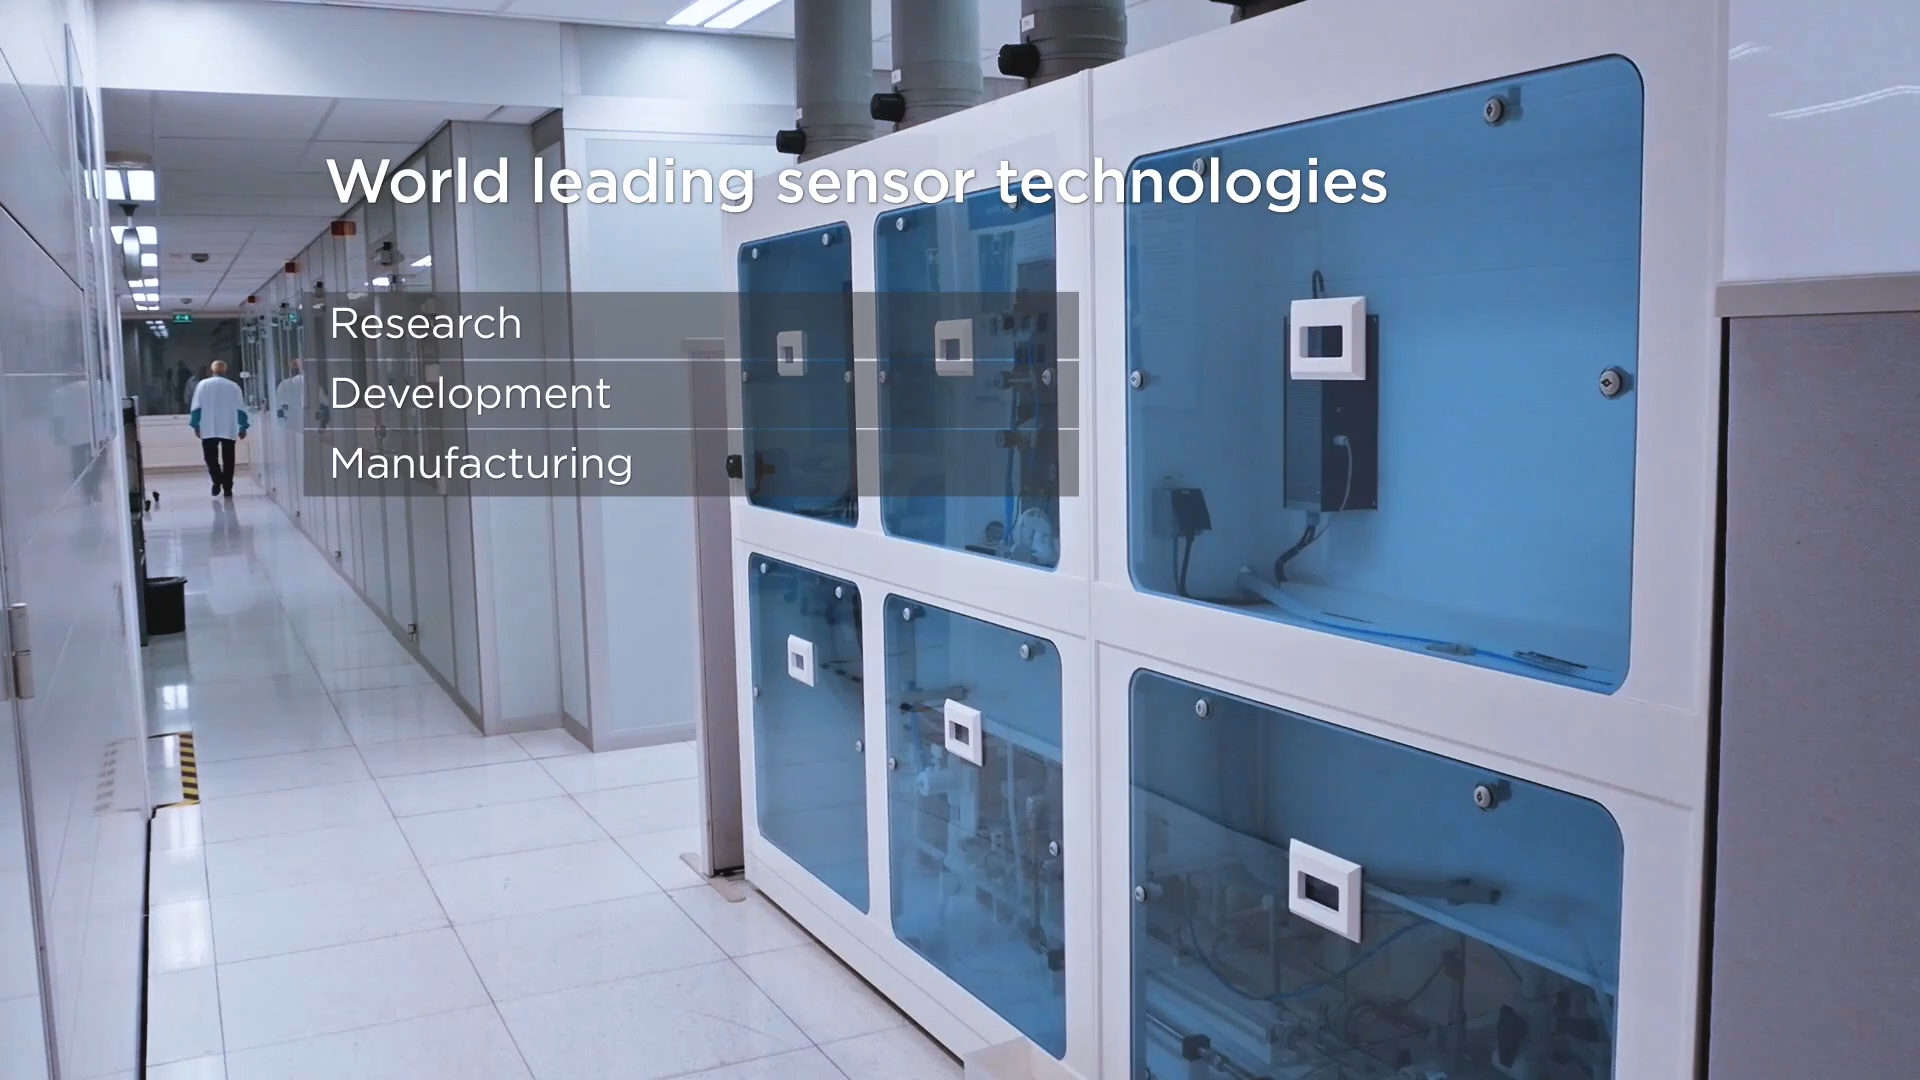 World leading sensor technologies
Research
Development
Manufacturing